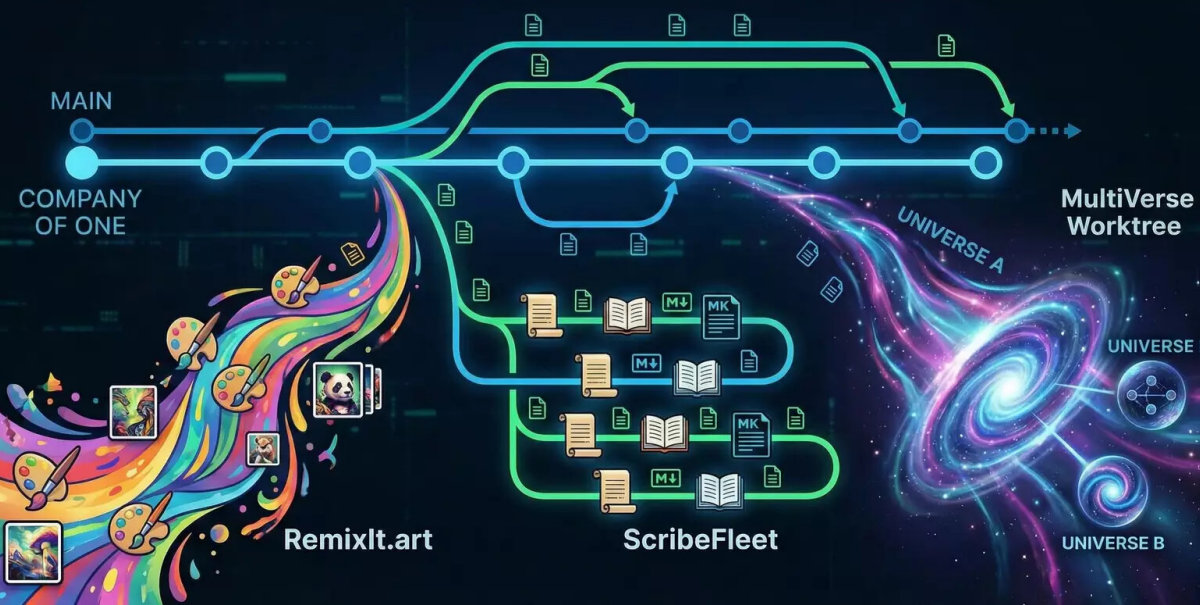 MAIN
COMPANY
OF ONE
MultiVerse
Worktree
UNIVERSE A
M↓
MK
M↓
UNIVERSE
MK
M↓
RemixIt.art
ScribeFleet
UNIVERSE B